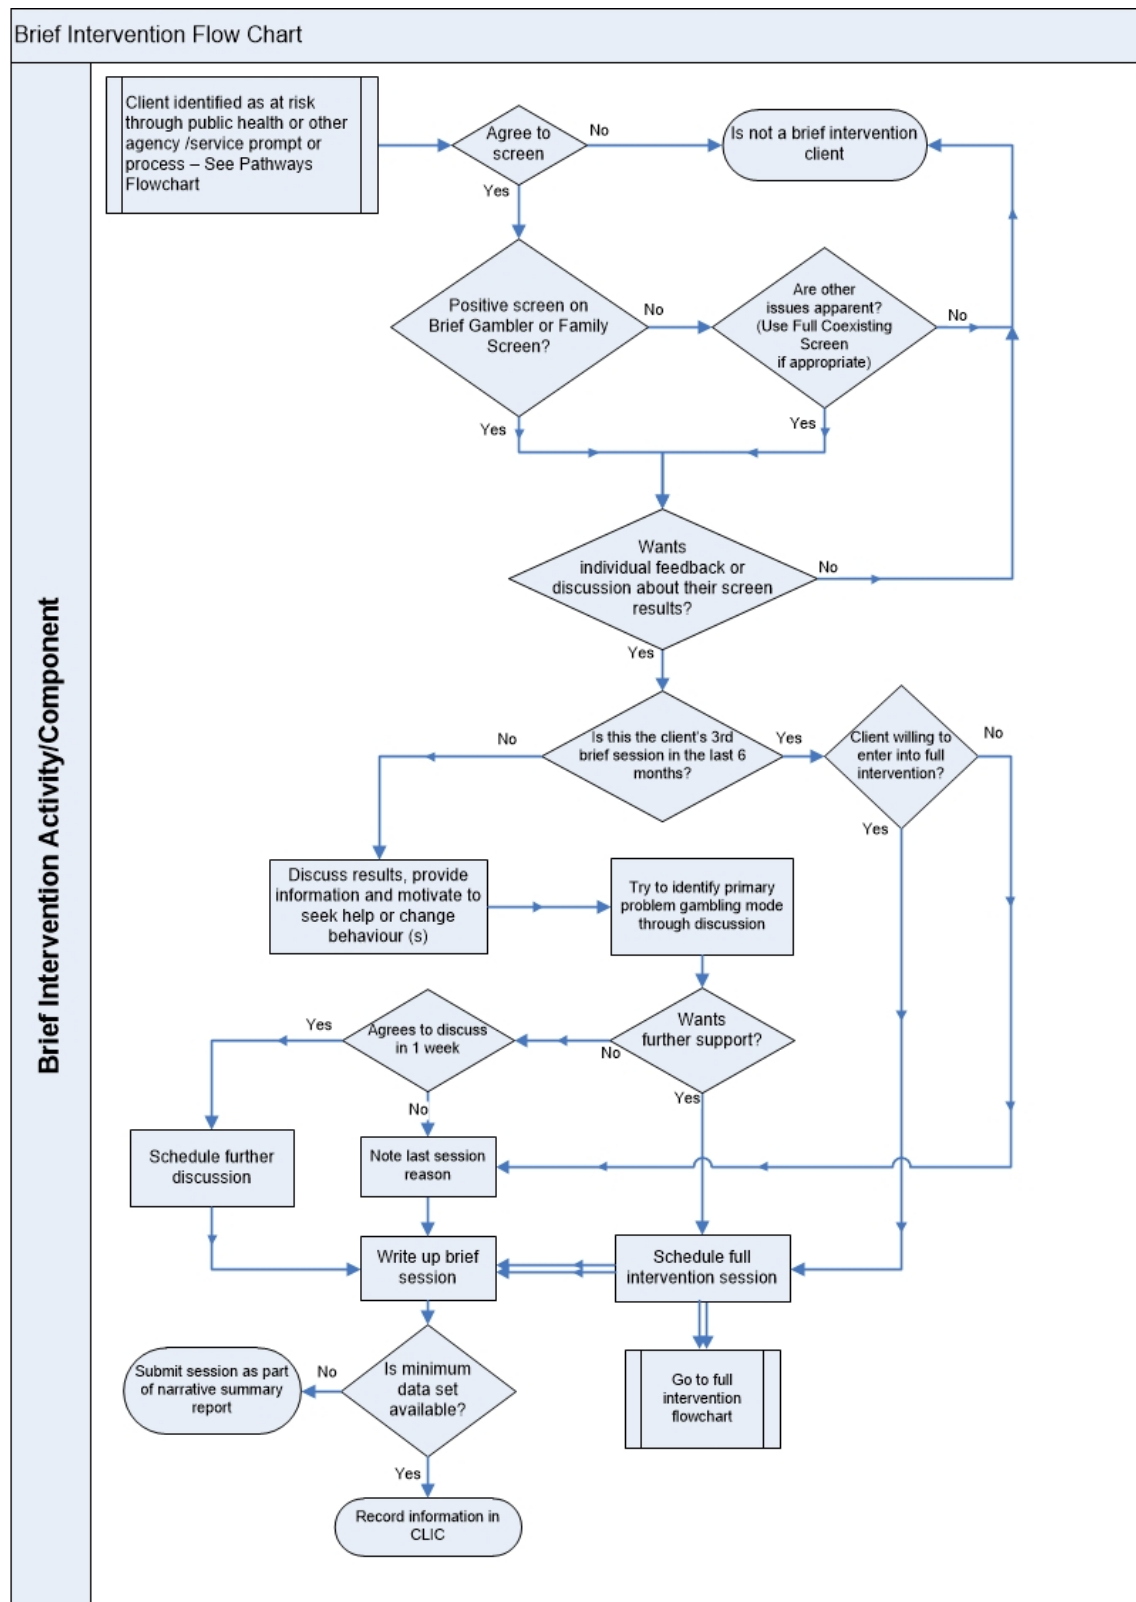 Brief Intervention Flow Chart
Brief Intervention Activity/Component
Client identified as at risk
through public health or other
agency /service prompt or
process – See Pathways
Flowchart
Agree to
screen
No
Is not a brief intervention
client
Yes
Positive screen on
Brief Gambler or Family
Screen?
No
Are other
issues apparent?
(Use Full Coexisting
Screen
if appropriate)
No
Yes
Yes
Wants
individual feedback or
discussion about their screen
results?
No
Yes
Is this the client's 3rd
brief session in the last 6
months?
No
Yes
Client willing to
enter into full
intervention?
No
Yes
Discuss results, provide
information and motivate to
seek help or change
behaviour (s)
Try to identify primary
problem gambling mode
through discussion
Wants
further support?
No
Yes
Agrees to discuss
in 1 week
Yes
No
Schedule further
discussion
Note last session
reason
Write up brief
session
Schedule full
intervention session
Is minimum
data set
available?
No
Submit session as part
of narrative summary
report
Go to full
intervention
flowchart
Yes
Record information in
CLIC